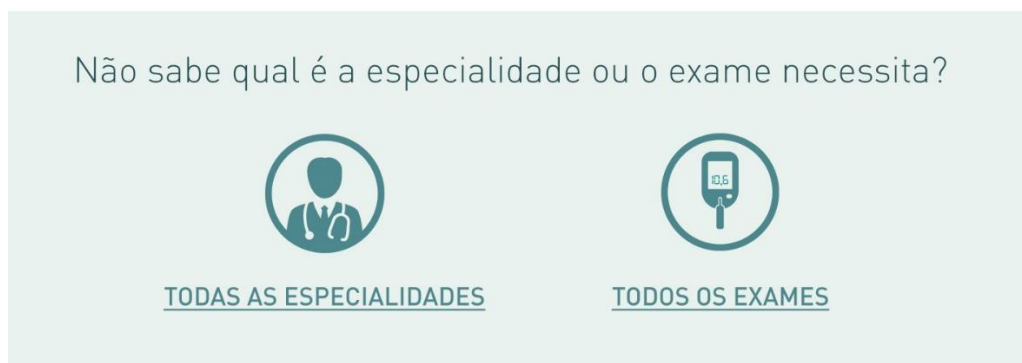 Não sabe qual é a especialidade ou o exame necessita?
10,6
TODAS AS ESPECIALIDADES
TODOS OS EXAMES